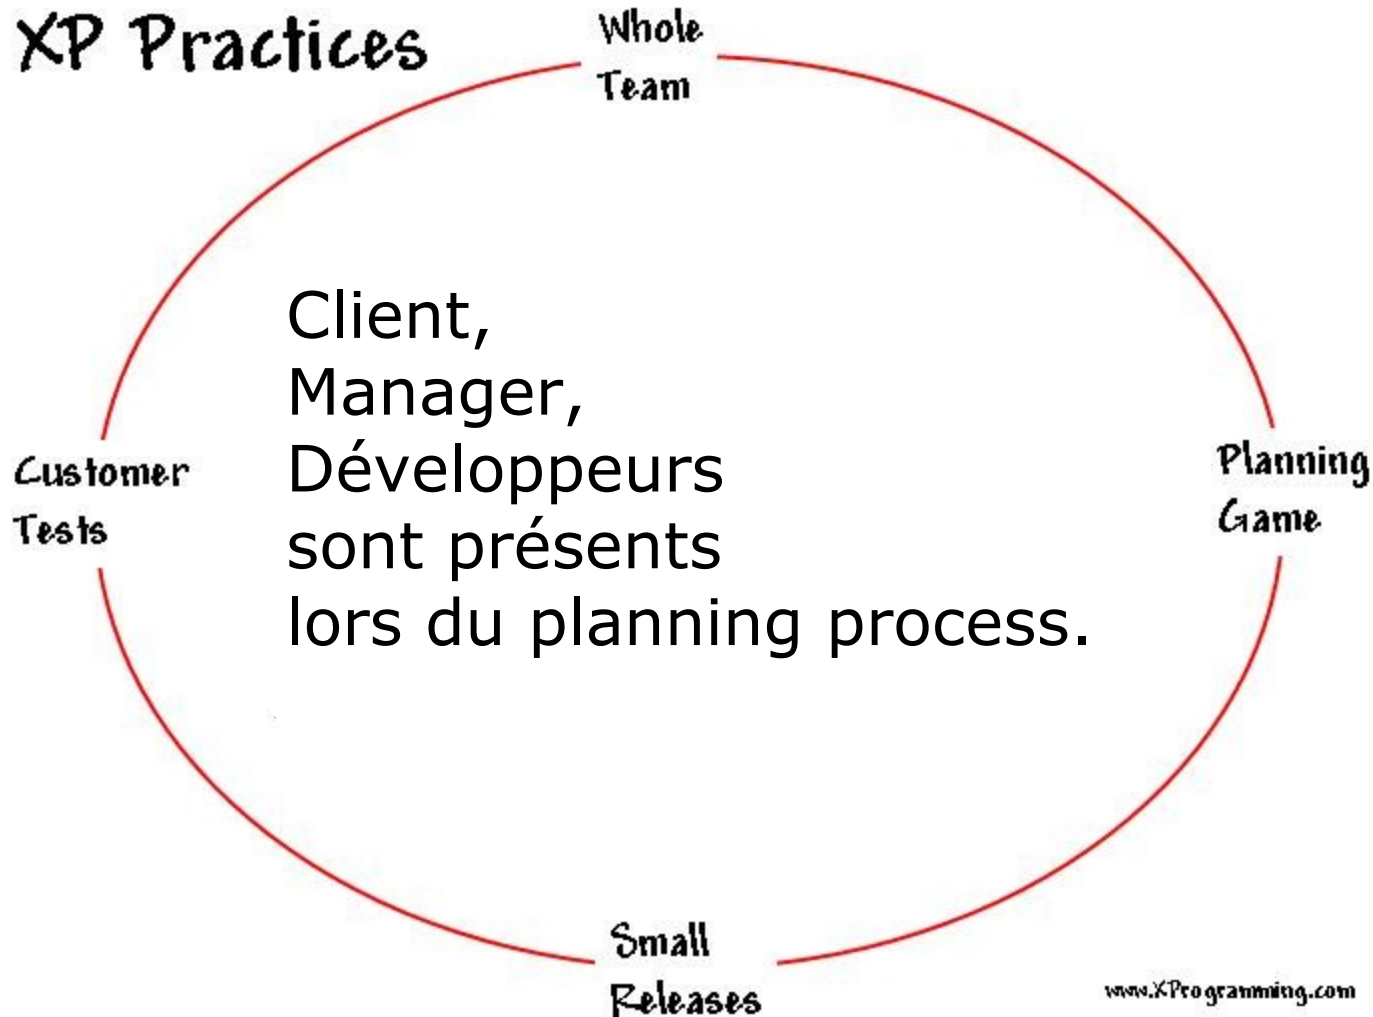 XP Practices
Whole
Team
Client,
Manager,
Développeurs
sont présents
lors du planning process.
Customer
Tests
Planning
Game
Small
Releases
www.XProgramming.com